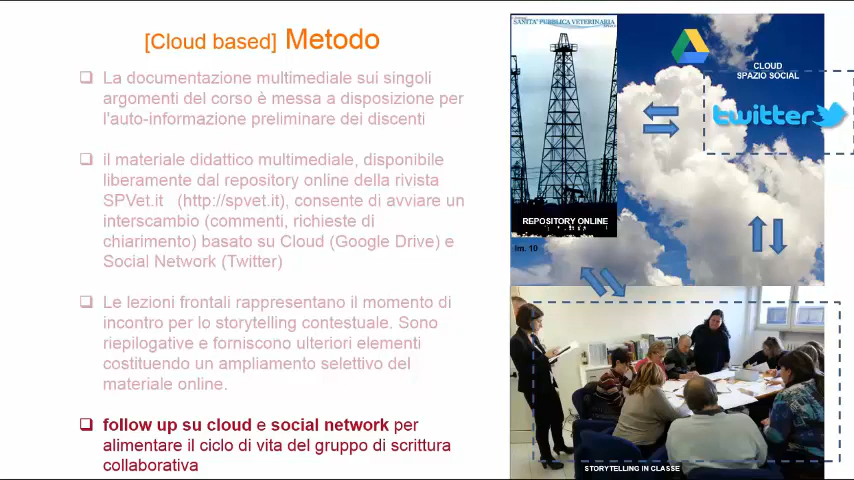 [Cloud based] Metodo
La documentazione multimediale sui singoli
argomenti del corso è messa a disposizione per
l'auto-informazione preliminare dei discenti
il materiale didattico multimediale, disponibile
liberamente dal repository online della rivista
SPVet.it (http://spvet.it), consente di avviare un
interscambio (commenti, richieste di
chiarimento) basato su Cloud (Google Drive) e
Social Network (Twitter)
Le lezioni frontali rappresentano il momento di
incontro per lo storytelling contestuale. Sono
riepilogative e forniscono ulteriori elementi
costituendo un ampliamento selettivo del
materiale online.
follow up su cloud e social network per
alimentare il ciclo di vita del gruppo di scrittura
collaborativa
SANITA' PUBBLICA VETERINARIA
REPOSITORY ONLINE
Im. 10
CLOUD
SPAZIO SOCIAL
twitter
STORYTELLING IN CLASSE